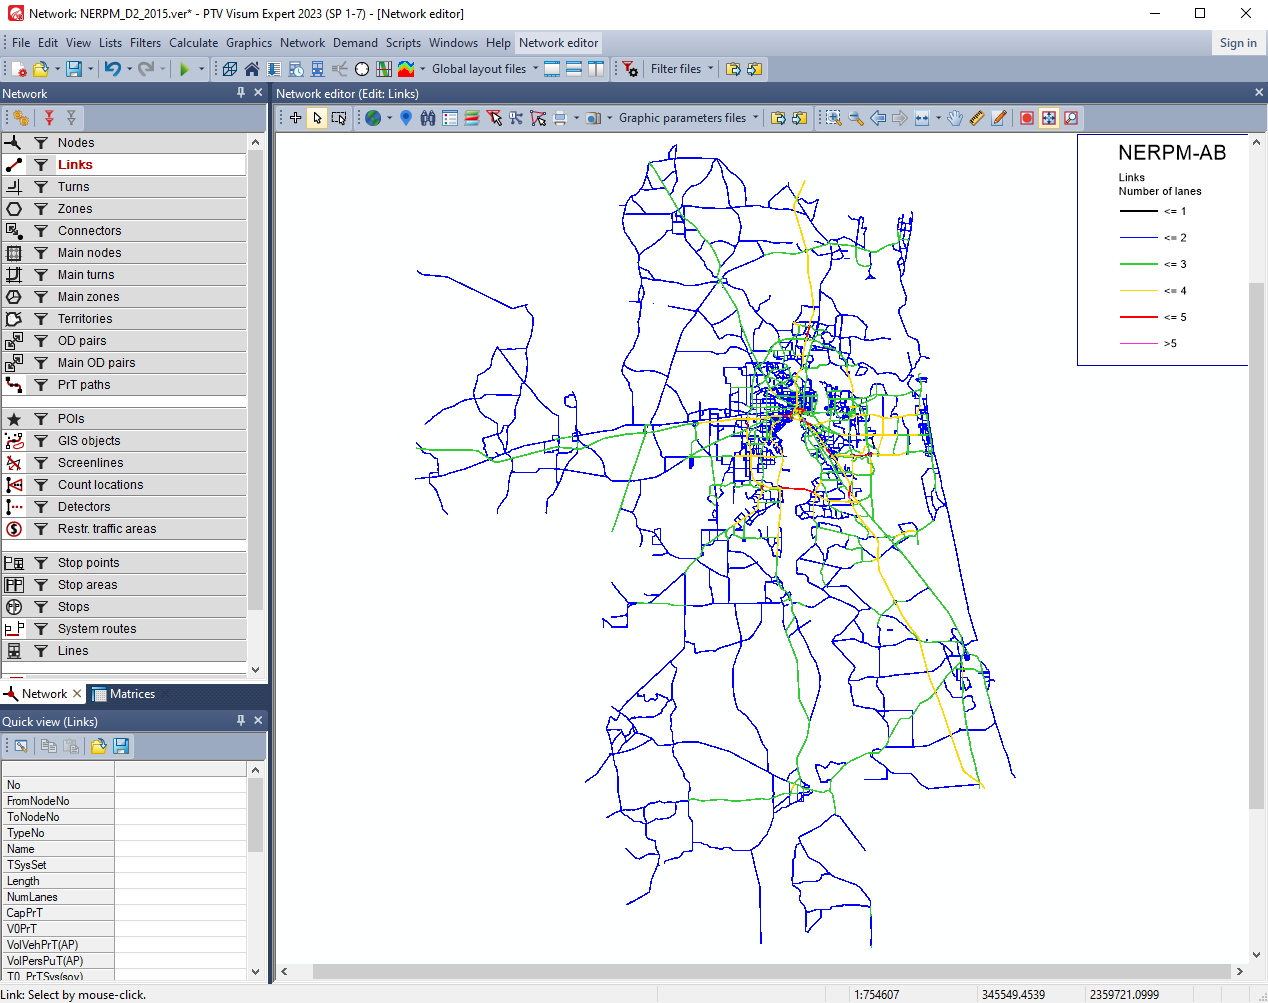 Network: NERPM_D2_2015.ver* - PTV Visum Expert 2023 (SP 1-7) - [Network editor]
File Edit View Lists Filters Calculate Graphics Network Demand Scripts Windows Help Network editor
Sign in
Global layout files
Filter files
Network
Network editor (Edit: Links)
Graphic parameters files
Nodes
Links
Turns
Zones
Connectors
Main nodes
Main turns
Main zones
Territories
OD pairs
Main OD pairs
PrT paths
POIs
GIS objects
Screenlines
Count locations
Detectors
Restr. traffic areas
Stop points
Stop areas
Stops
System routes
Lines
Network
Matrices
Quick view (Links)
No
FromNodeNo
ToNodeNo
TypeNo
Name
TSysSet
Length
NumLanes
CapPrT
V0PrT
VolVehPrT(AP)
VolPersPuT(AP)
T0_PrTSys(sov)
NERPM-AB
Links
Number of lanes
<= 1
<= 2
<= 3
<= 4
<= 5
>5
Link: Select by mouse-click.
1:754607
345549.4539
2359721.0999